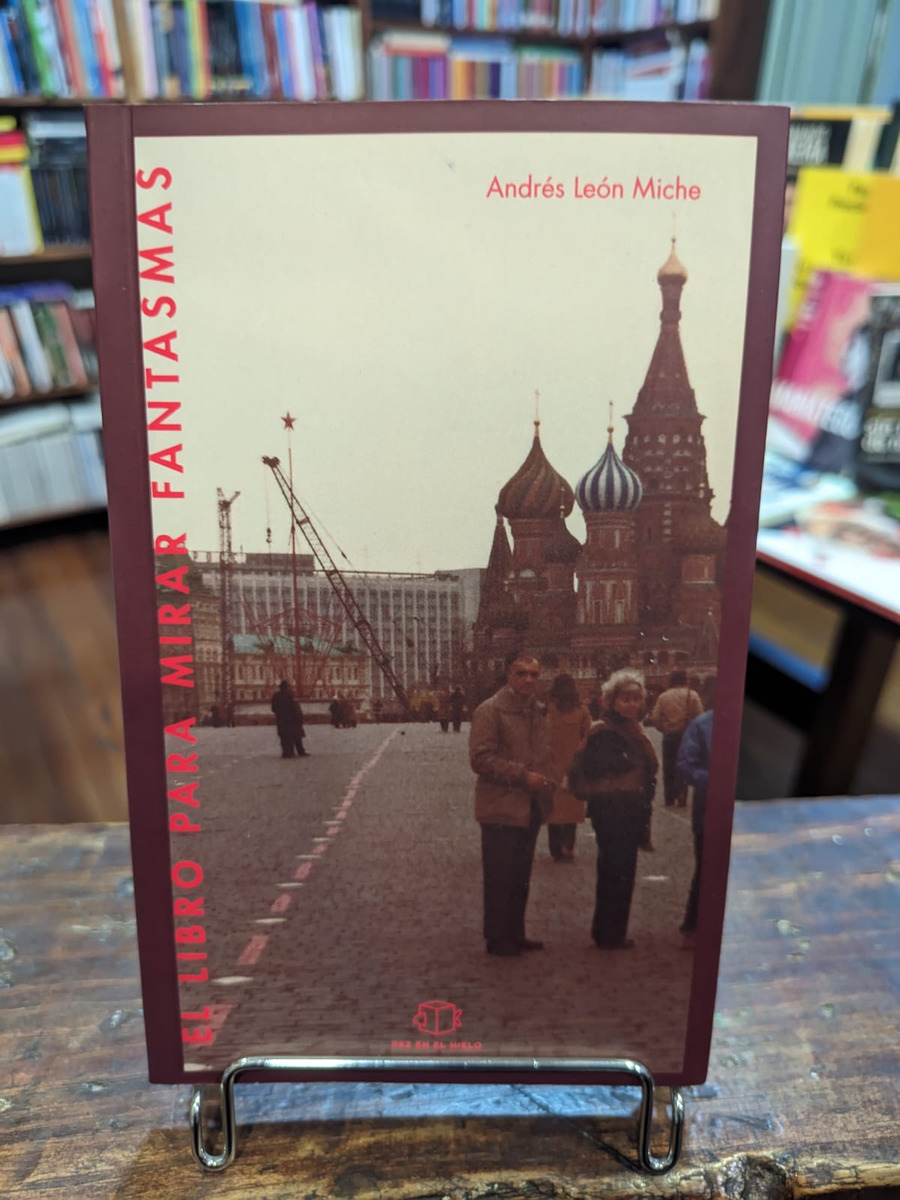 Andrés León Miche
EL LIBRO PARA MIRAR FANTASMAS
PEZ EN EL HIELO